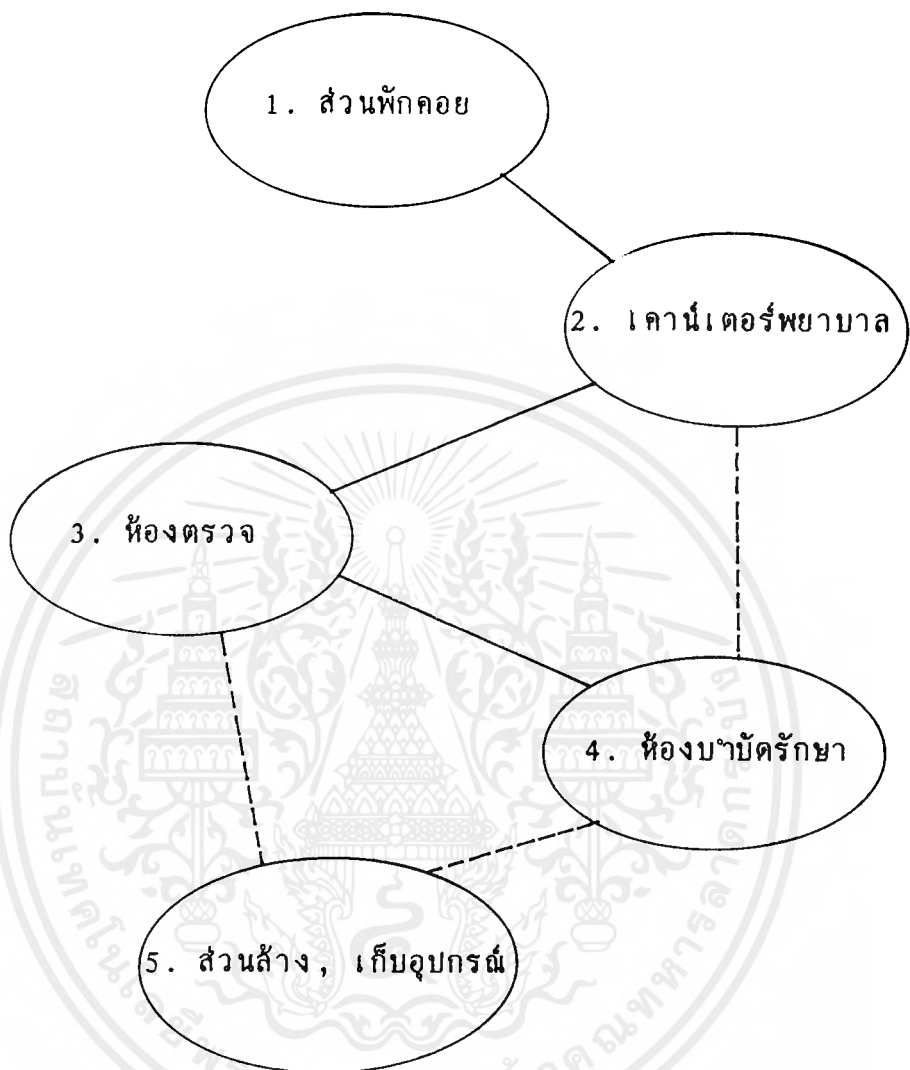 1. ส่วนพักคอย
2. เคาน์เตอร์พยาบาล
3. ห้องตรวจ
4. ห้องบำบัดรักษา
5. ส่วนล้าง, เก็บอุปกรณ์